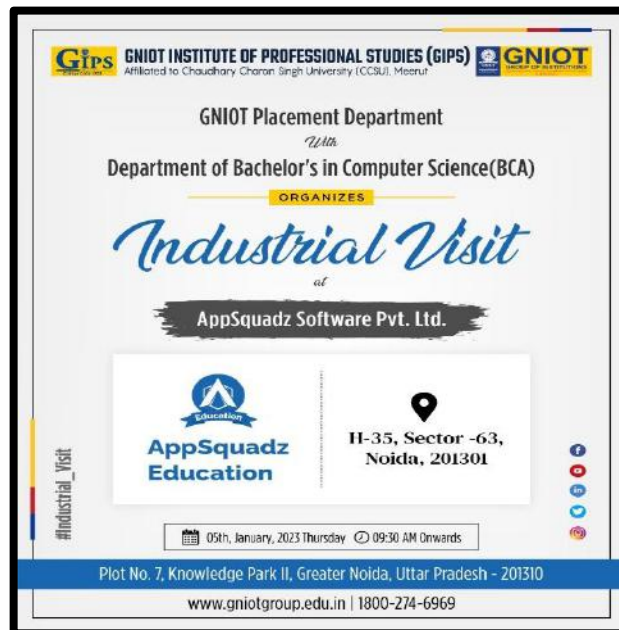 GIPS
GNIOT INSTITUTE OF PROFESSIONAL STUDIES (GIPS)
Affiliated to Chaudhary Charan Singh University (CCSU), Meerut
GNIOT
GROUP OF INSTITUTIONS
GNIOT Placement Department
With
Department of Bachelor's in Computer Science(BCA)
ORGANIZES
Industrial Visit
at
AppSquadz Software Pvt. Ltd.
Education
AppSquadz
Education
H-35, Sector -63,
Noida, 201301
#Industrial_Visit
05th, January, 2023 Thursday 09:30 AM Onwards
Plot No. 7, Knowledge Park II, Greater Noida, Uttar Pradesh - 201310
www.gniotgroup.edu.in | 1800-274-6969